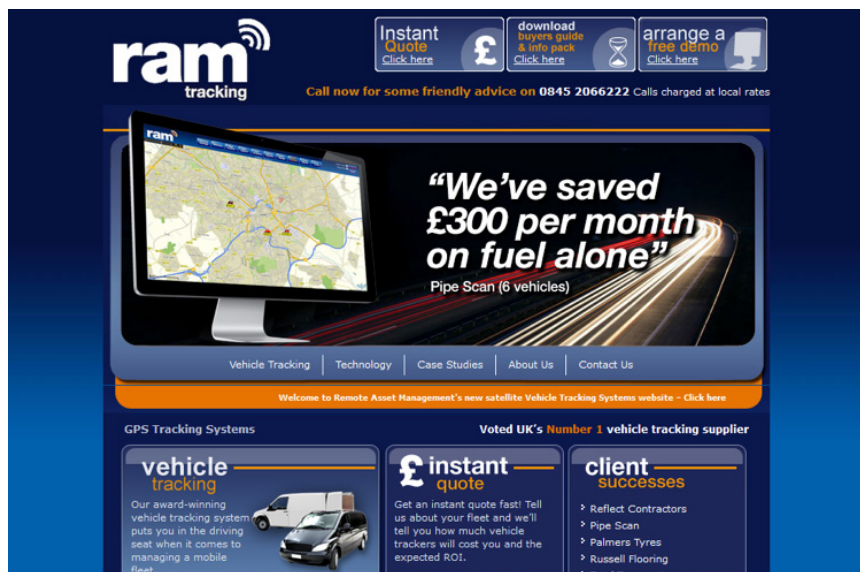 ram
tracking
Instant
Quote
Click here
£
download
buyers guide
& info pack
Click here
arrange a
free demo
Click here
Call now for some friendly advice on 0845 2066222 Calls charged at local rates
ram
“We’ve saved
£300 per month
on fuel alone”
Pipe Scan (6 vehicles)
Vehicle Tracking
Technology
Case Studies
About Us
Contact Us
Welcome to Remote Asset Management's new satellite Vehicle Tracking Systems website – Click here
GPS Tracking Systems
Voted UK's Number 1 vehicle tracking supplier
vehicle
tracking
Our award-winning
vehicle tracking system
puts you in the driving
seat when it comes to
managing a mobile
fleet
£ instant
quote
Get an instant quote fast! Tell
us about your fleet and we'll
tell you how much vehicle
trackers will cost you and the
expected ROI.
client
successes
Reflect Contractors
Pipe Scan
Palmers Tyres
Russell Flooring